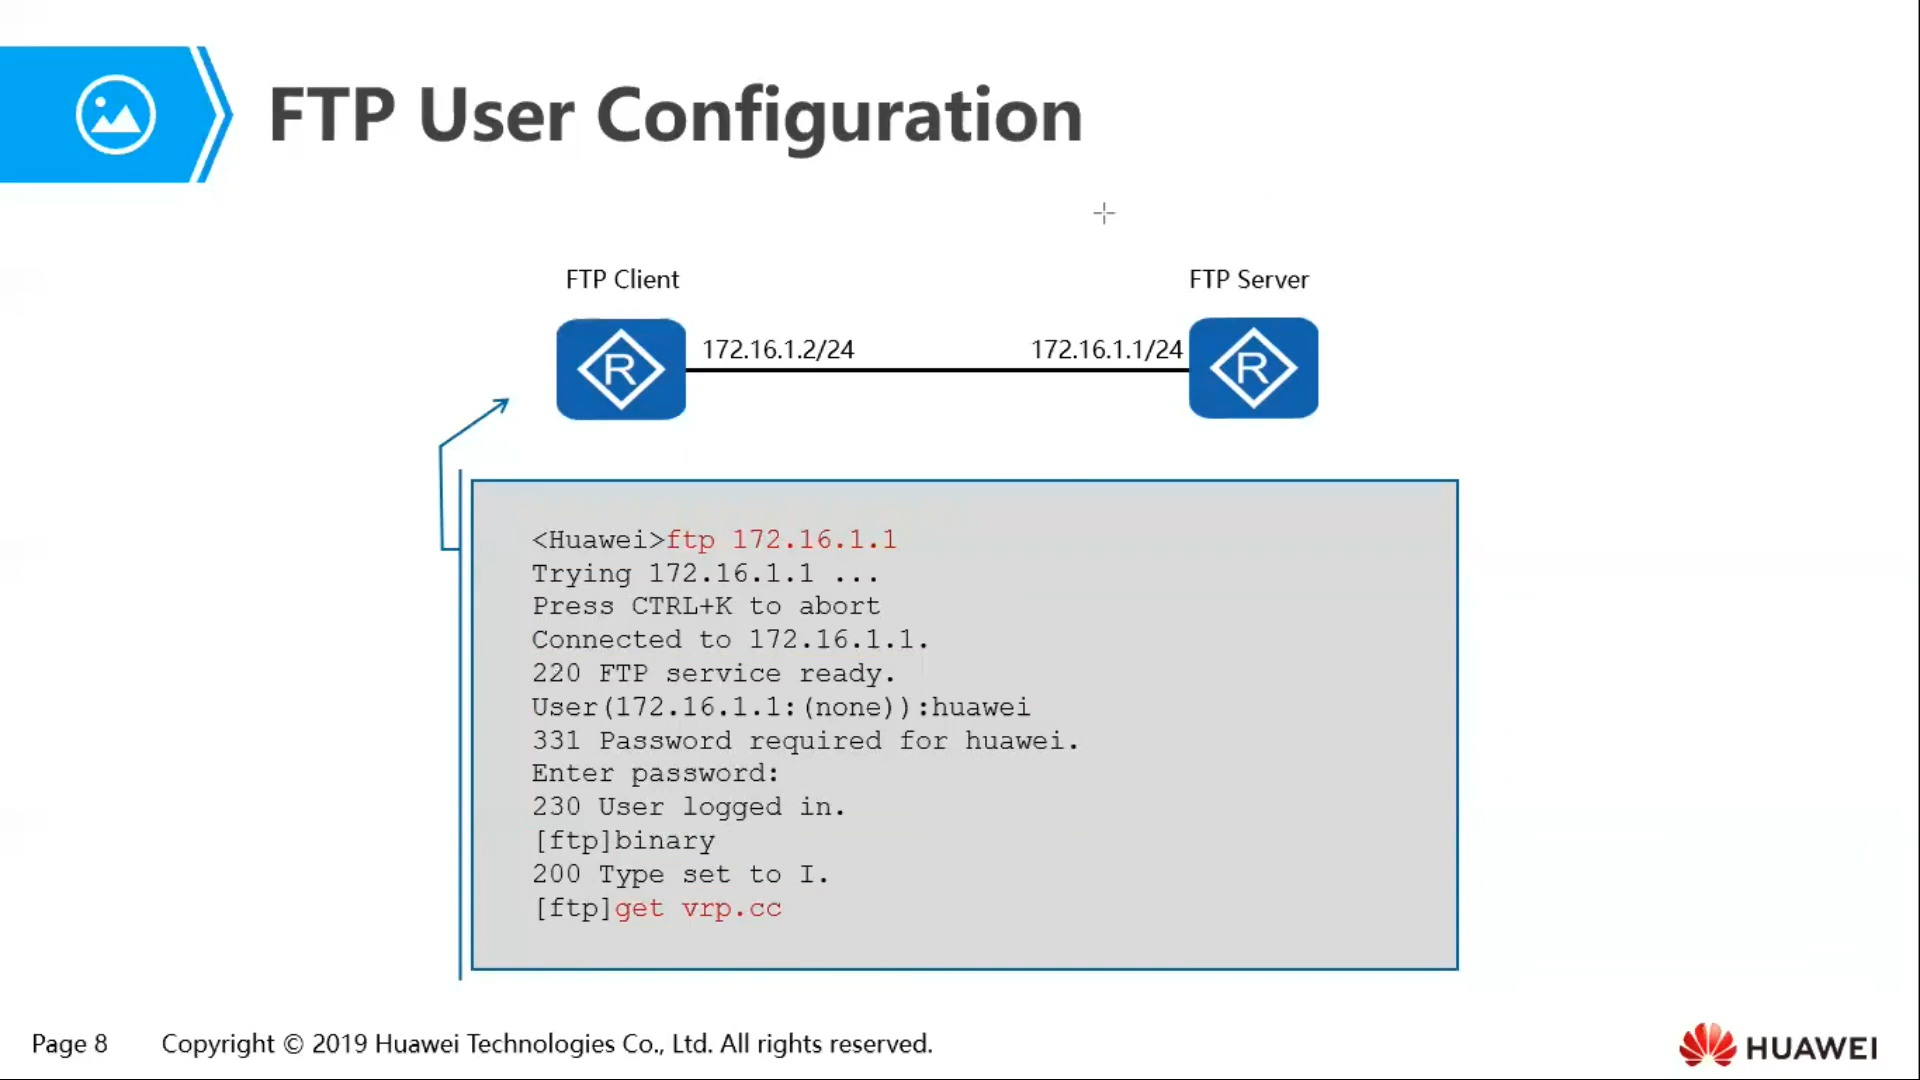 FTP User Configuration
FTP Client
FTP Server
R
172.16.1.2/24
172.16.1.1/24
R
<Huawei>ftp 172.16.1.1
Trying 172.16.1.1 ...
Press CTRL+K to abort
Connected to 172.16.1.1.
220 FTP service ready.
User(172.16.1.1:(none)):huawei
331 Password required for huawei.
Enter password:
230 User logged in.
[ftp]binary
200 Type set to I.
[ftp]get vrp.cc
Page 8
Copyright © 2019 Huawei Technologies Co., Ltd. All rights reserved.
HUAWEI